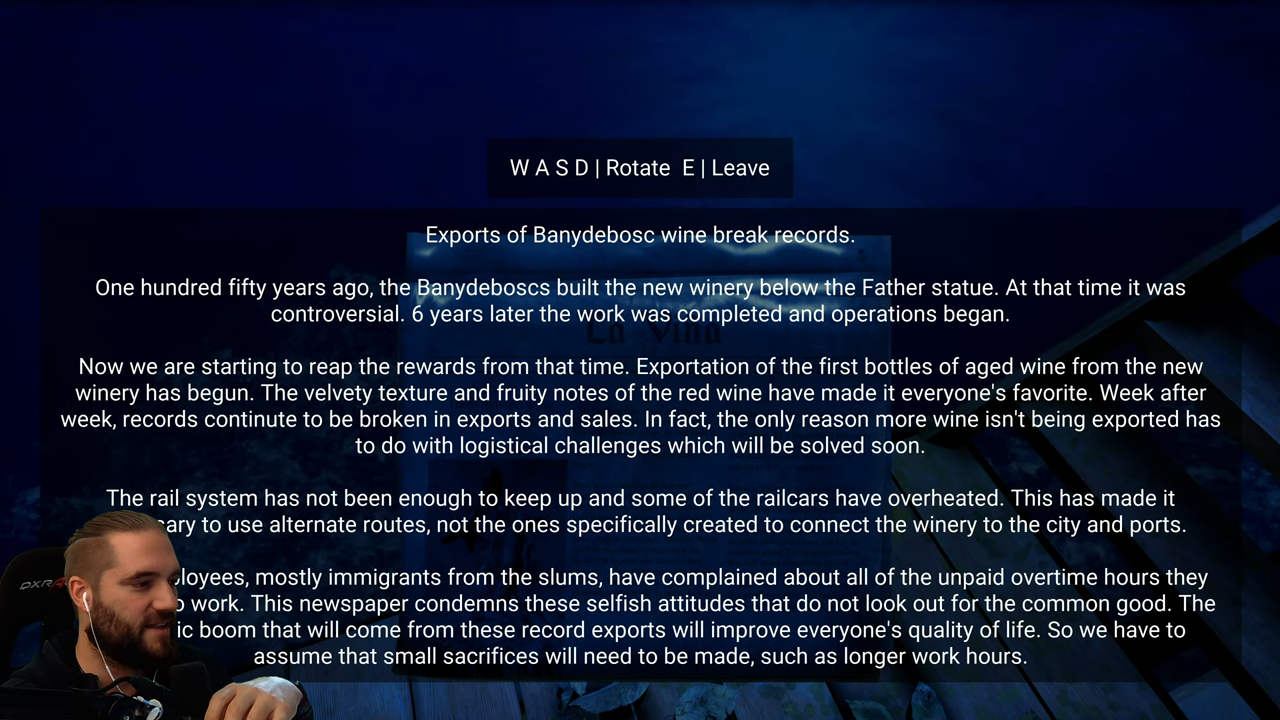 W A S D | Rotate E | Leave
Exports of Banydebosc wine break records.
One hundred fifty years ago, the Banydeboscs built the new winery below the Father statue. At that time it was
controversial. 6 years later the work was completed and operations began.
La Viña
Now we are starting to reap the rewards from that time. Exportation of the first bottles of aged wine from the new
winery has begun. The velvety texture and fruity notes of the red wine have made it everyone's favorite. Week after
week, records continute to be broken in exports and sales. In fact, the only reason more wine isn't being exported has
to do with logistical challenges which will be solved soon.
The rail system has not been enough to keep up and some of the railcars have overheated. This has made it
sary to use alternate routes, not the ones specifically created to connect the winery to the city and ports.
ployees, mostly immigrants from the slums, have complained about all of the unpaid overtime hours they
o work. This newspaper condemns these selfish attitudes that do not look out for the common good. The
ic boom that will come from these record exports will improve everyone's quality of life. So we have to
assume that small sacrifices will need to be made, such as longer work hours.